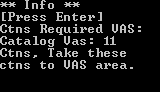 ** Info **
[Press Enter]
Ctns Required VAS:
Catalog Vas: 11
Ctns, Take these
ctns to VAS area.